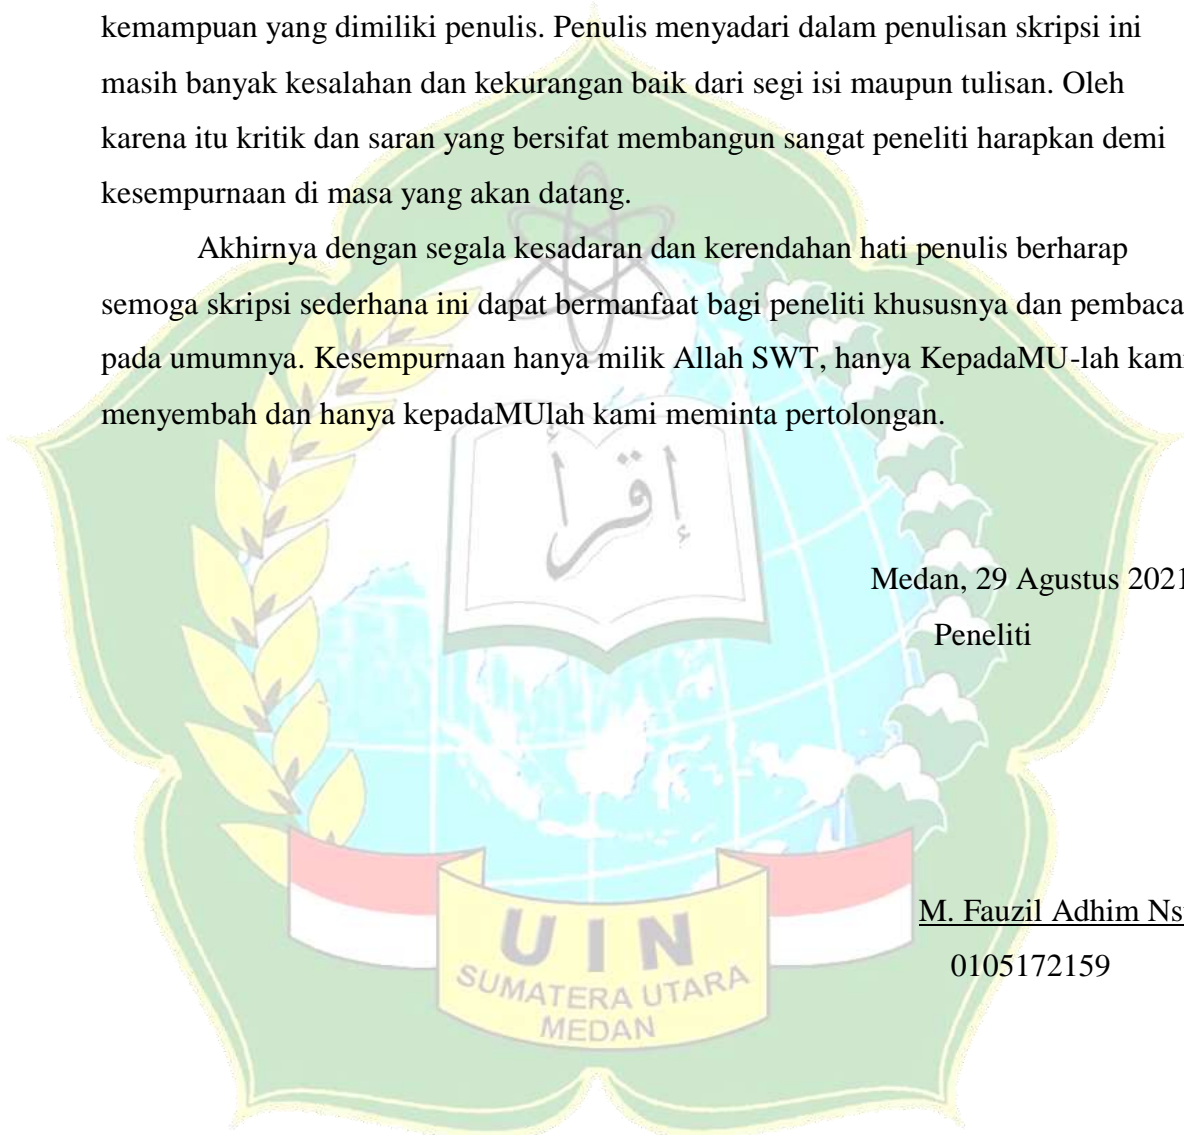 kemampuan yang dimiliki penulis. Penulis menyadari dalam penulisan skripsi ini
masih banyak kesalahan dan kekurangan baik dari segi isi maupun tulisan. Oleh
karena itu kritik dan saran yang bersifat membangun sangat peneliti harapkan demi
kesempurnaan di masa yang akan datang.
Akhirnya dengan segala kesadaran dan kerendahan hati penulis berharap
semoga skripsi sederhana ini dapat bermanfaat bagi peneliti khususnya dan pembaca
pada umumnya. Kesempurnaan hanya milik Allah SWT, hanya KepadaMU-lah kami
menyembah dan hanya kepadaMUlah kami meminta pertolongan.
إقرأ
Medan, 29 Agustus 2021
Peneliti
M. Fauzil Adhim
0105172159
UIN
SUMATERA UTARA
MEDAN